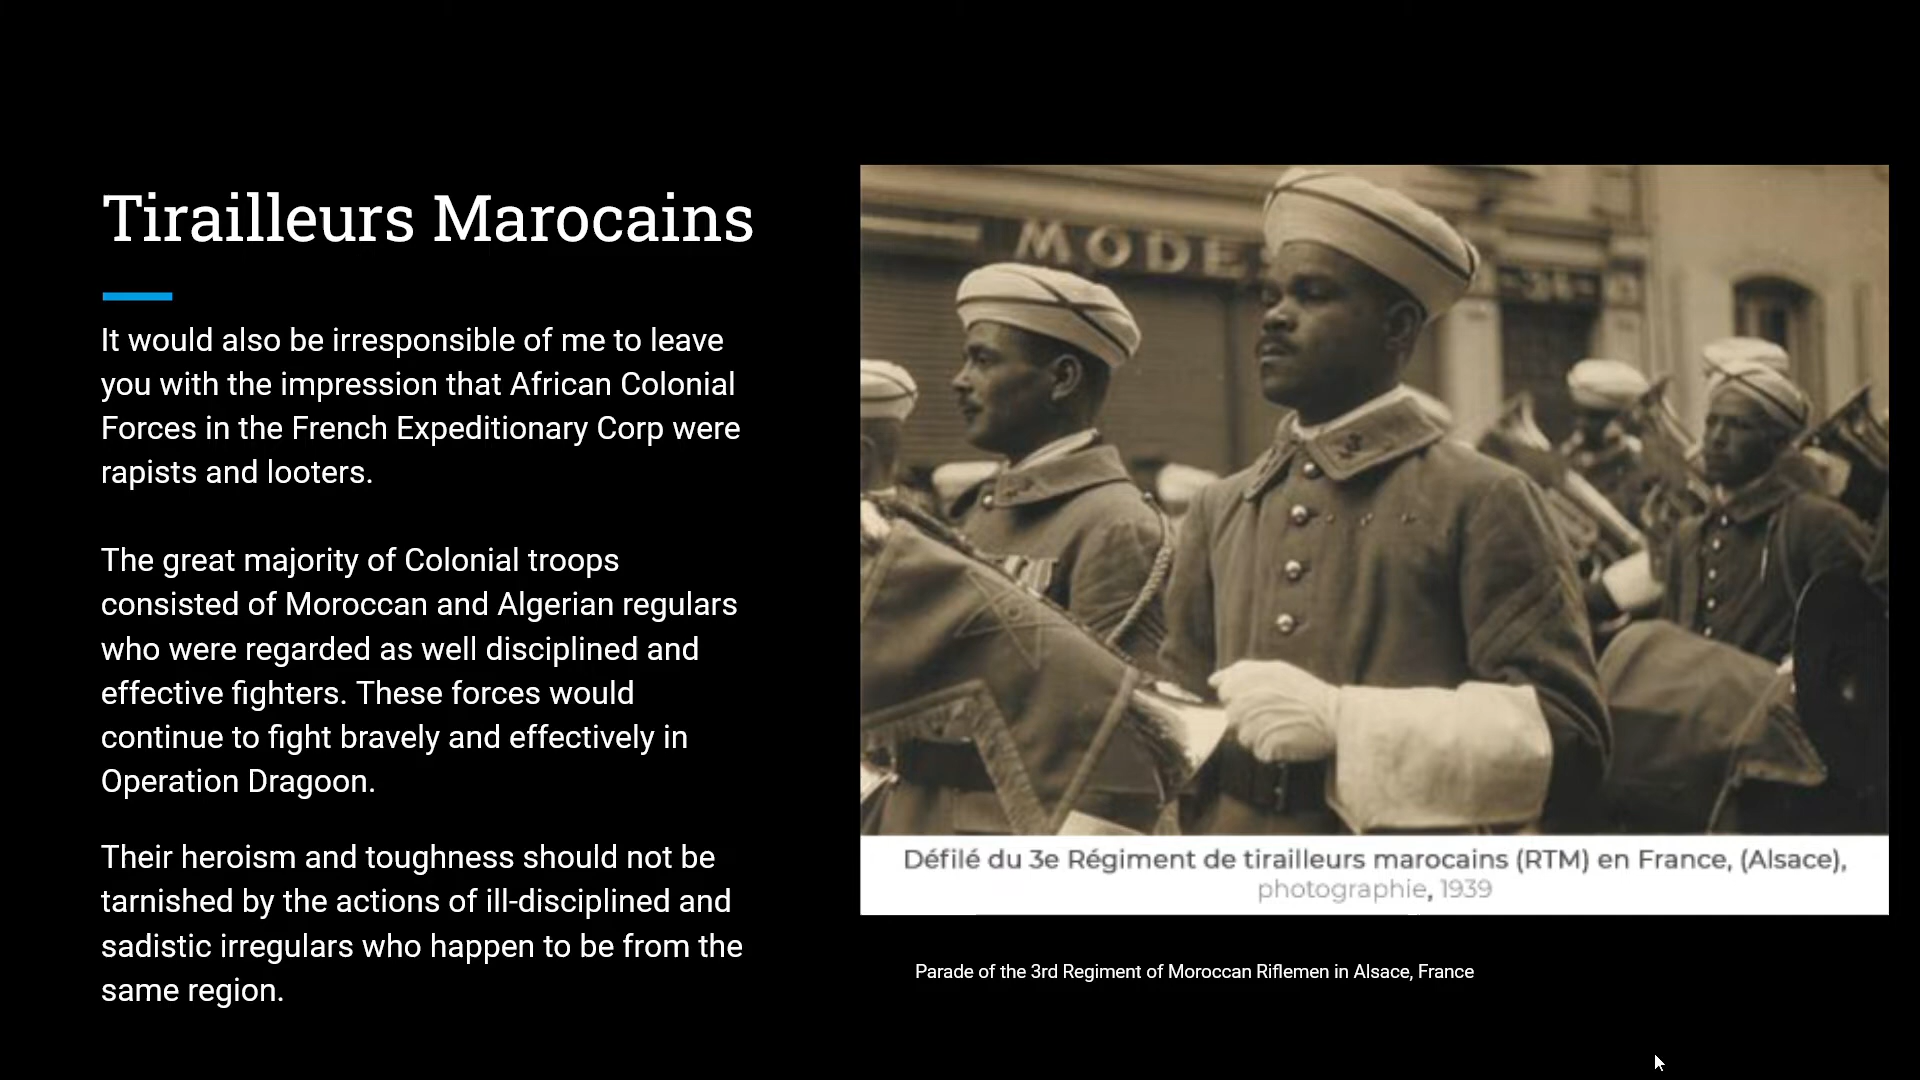 Tirailleurs Marocains
It would also be irresponsible of me to leave
you with the impression that African Colonial
Forces in the French Expeditionary Corp were
rapists and looters.
The great majority of Colonial troops
consisted of Moroccan and Algerian regulars
who were regarded as well disciplined and
effective fighters. These forces would
continue to fight bravely and effectively in
Operation Dragoon.
Their heroism and toughness should not be
tarnished by the actions of ill-disciplined and
sadistic irregulars who happen to be from the
same region.
MODES
Défilé du 3e Régiment de tirailleurs marocains (RTM) en France, (Alsace),
photographie, 1939
Parade of the 3rd Regiment of Moroccan Riflemen in Alsace, France